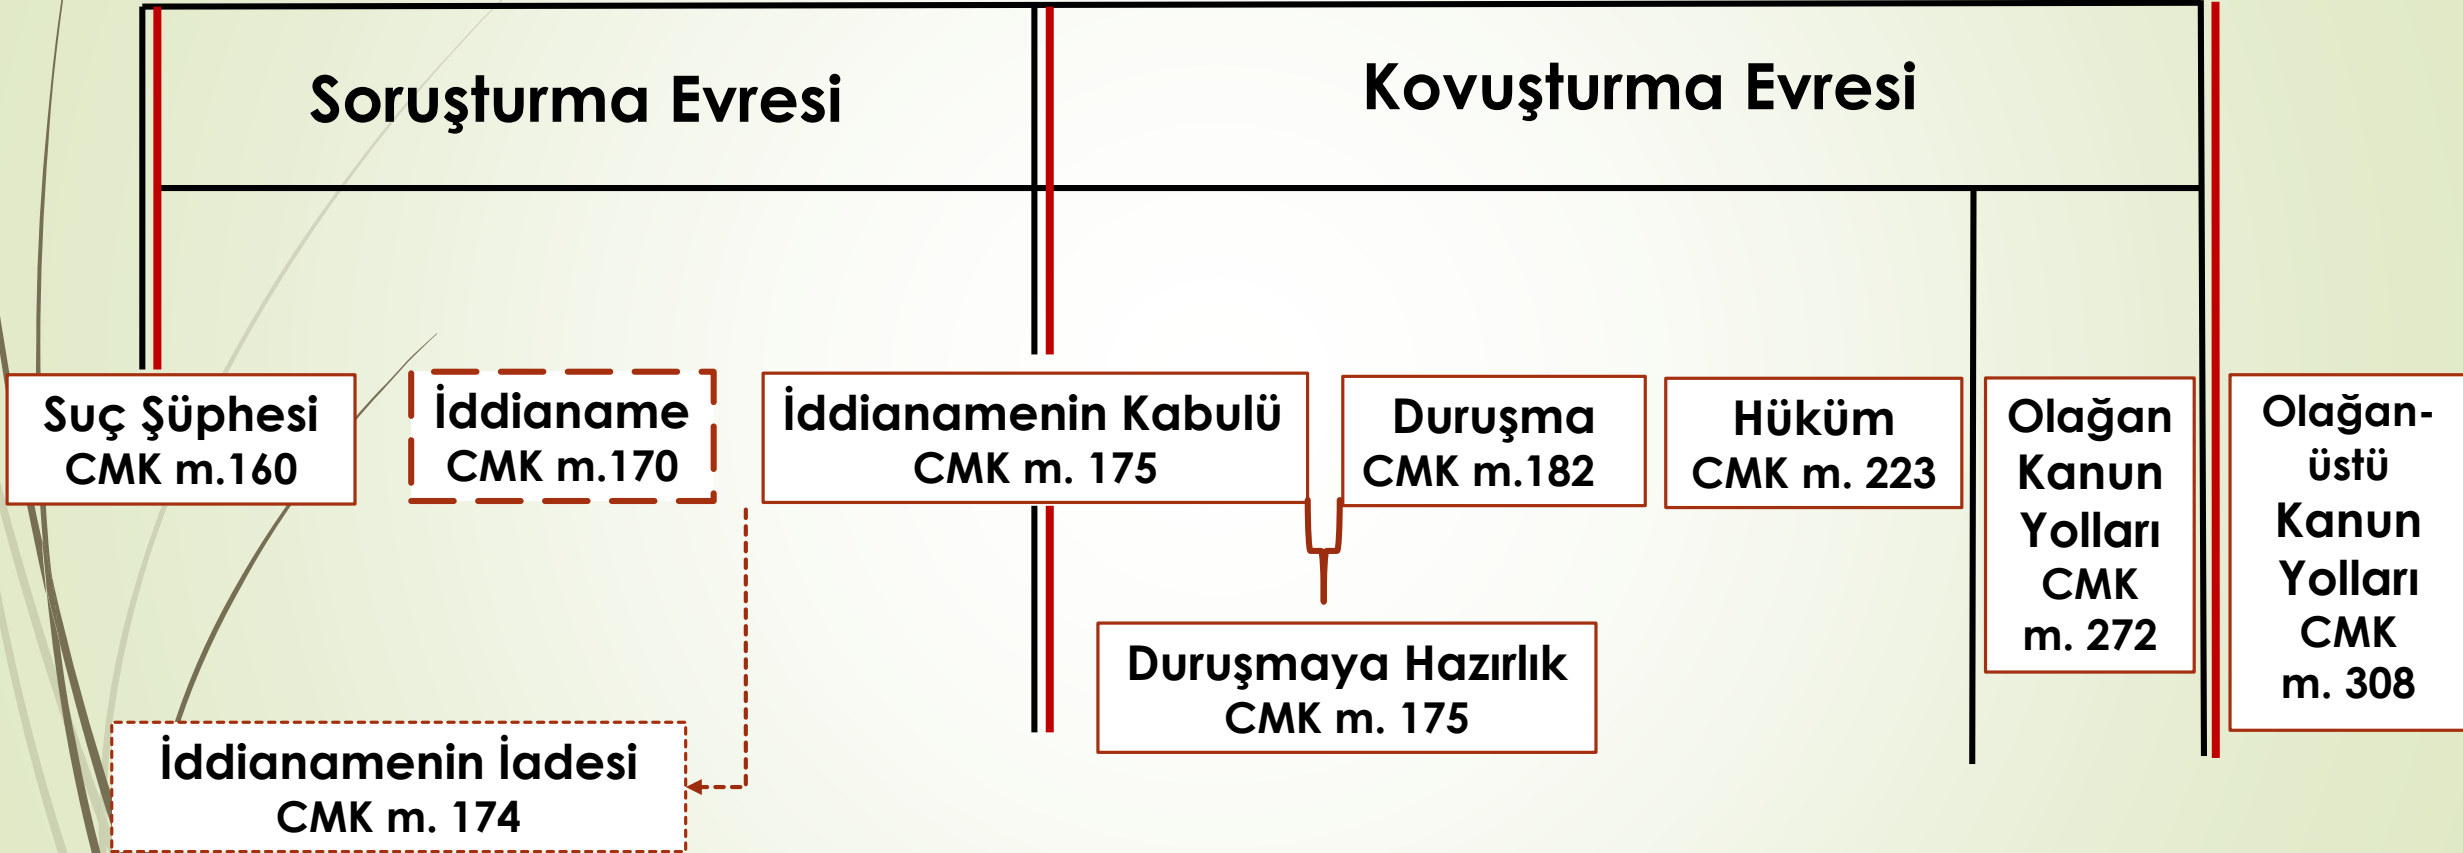 Soruşturma Evresi
Kovuşturma Evresi
Suç Şüphesi
CMK m.160
İddianame
CMK m.170
İddianamenin Kabulü
CMK m. 175
Duruşma
CMK m.182
Hüküm
CMK m. 223
Olağan
Kanun
Yolları
CMK
m. 272
Olağan-
üstü
Kanun
Yolları
CMK
m. 308
Duruşmaya Hazırlık
CMK m. 175
İddianamenin İadesi
CMK m. 174